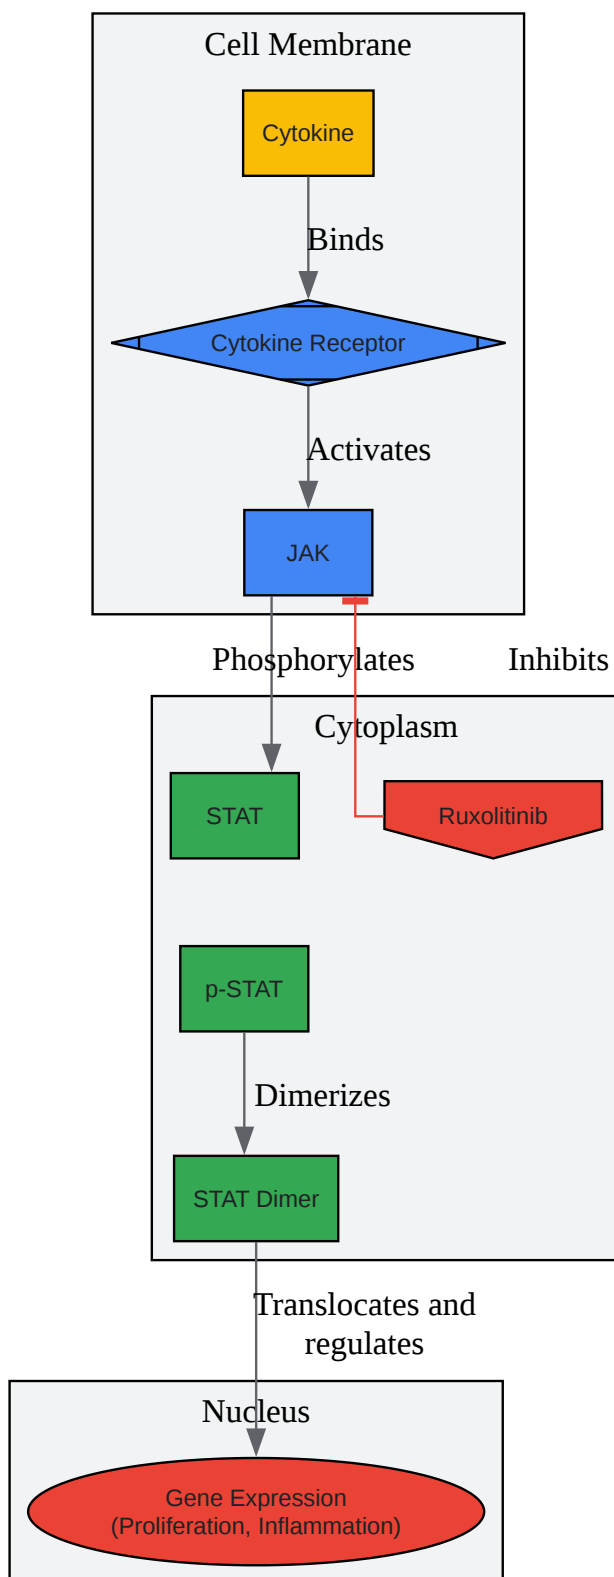 Cell Membrane
Cytokine
Binds
Cytokine Receptor
Activates
JAK
Phosphorylates
Inhibits
Cytoplasm
STAT
Ruxolitinib
p-STAT
Dimerizes
STAT Dimer
Translocates and
regulates
Nucleus
Gene Expression
(Proliferation, Inflammation)